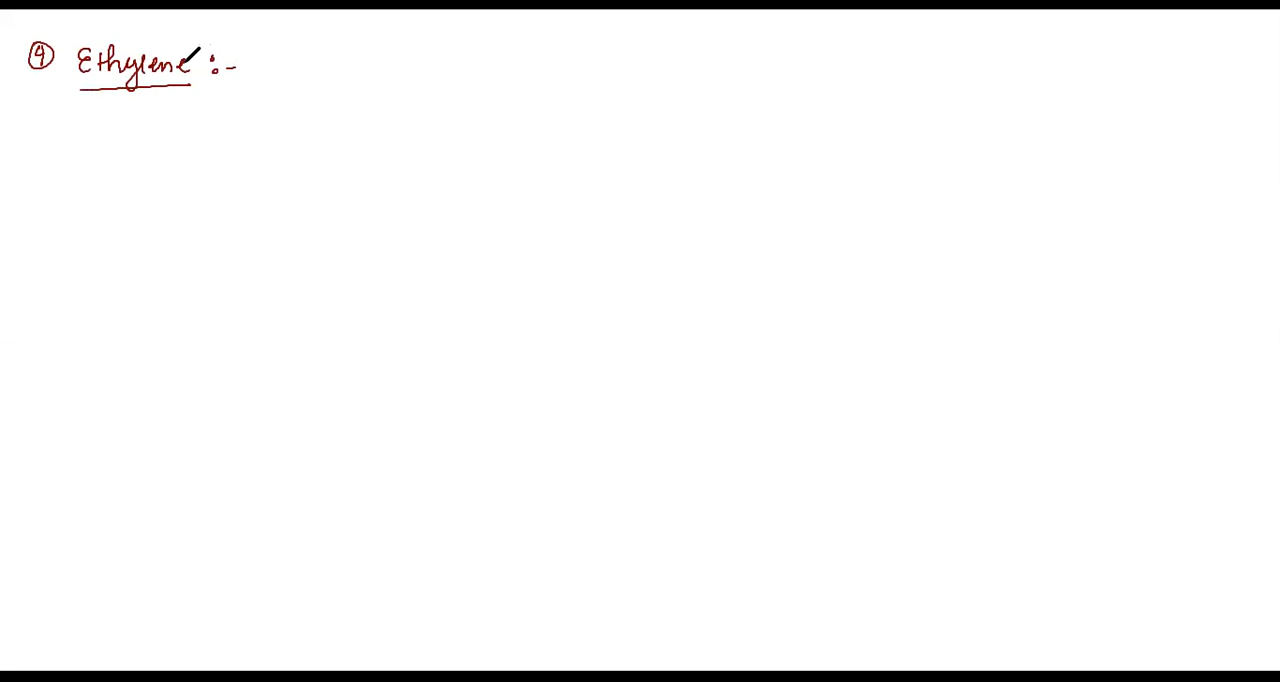 ④ Ethylene :-